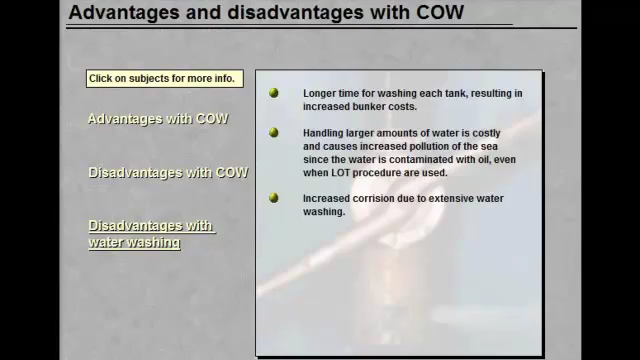 Advantages and disadvantages with COW
Click on subjects for more info.
Advantages with COW
Disadvantages with COW
Disadvantages with
water washing
Longer time for washing each tank, resulting in
increased bunker costs.
Handling larger amounts of water is costly
and causes increased pollution of the sea
since the water is contaminated with oil, even
when LOT procedure are used.
Increased corrision due to extensive water
washing.